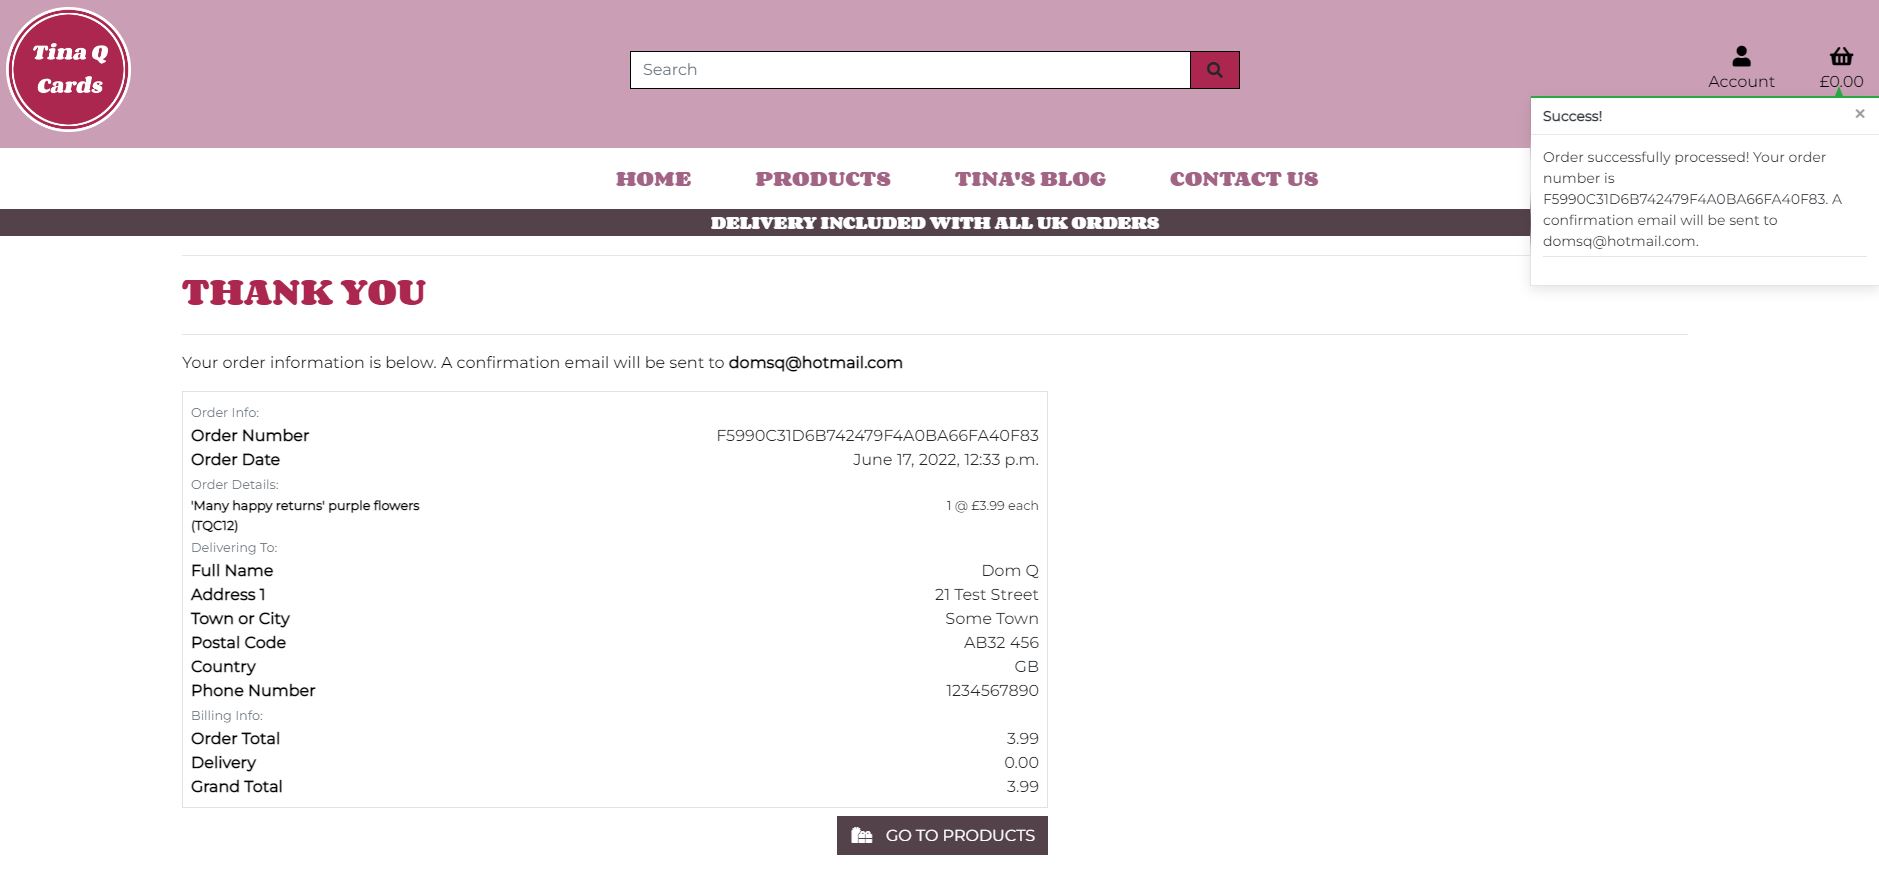 Tina Q
Cards
Search
Account
£0.00
Success!
×
Order successfully processed! Your order
number is
F5990C31D6B742479F4A0BA66FA40F83. A
confirmation email will be sent to
domsq@hotmail.com.
HOME PRODUCTS TINA'S BLOG CONTACT US
DELIVERY INCLUDED WITH ALL UK ORDERS
THANK YOU
Your order information is below. A confirmation email will be sent to domsq@hotmail.com
Order Info:
Order Number F5990C31D6B742479F4A0BA66FA40F83
Order Date June 17, 2022, 12:33 p.m.
Order Details:
'Many happy returns' purple flowers 1 @ £3.99 each
(TQC12)
Delivering To:
Full Name Dom Q
Address 1 21 Test Street
Town or City Some Town
Postal Code AB32 456
Country GB
Phone Number 1234567890
Billing Info:
Order Total 3.99
Delivery 0.00
Grand Total 3.99
GO TO PRODUCTS